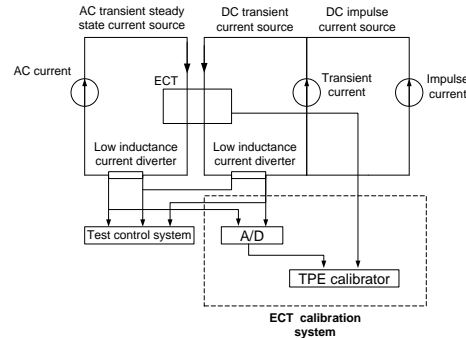 AC transient steady
state current source
DC transient
current source
DC impulse
current source
AC current
ECT
Transient
current
Impulse
current
Low inductance
current diverter
Low inductance
current diverter
Test control system
A/D
TPE calibrator
ECT calibration
system